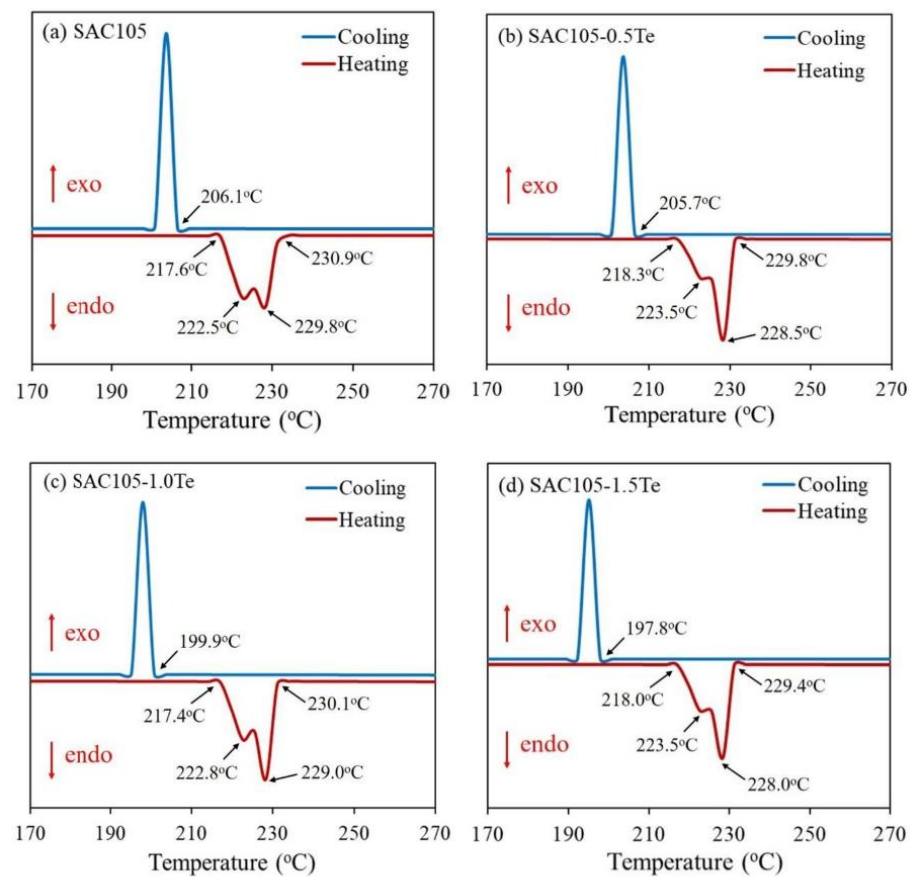 (a) SAC105
Cooling
Heating
exo
206.1°C
217.6°C
230.9°C
endo
222.5°C
229.8°C
170 190 210 230 250 270
Temperature (°C)
(b) SAC105-0.5Te
Cooling
Heating
exo
205.7°C
218.3°C
229.8°C
endo
223.5°C
228.5°C
170 190 210 230 250 270
Temperature (°C)
(c) SAC105-1.0Te
Cooling
Heating
exo
199.9°C
217.4°C
230.1°C
endo
222.8°C
229.0°C
170 190 210 230 250 270
Temperature (°C)
(d) SAC105-1.5Te
Cooling
Heating
exo
197.8°C
218.0°C
229.4°C
endo
223.5°C
228.0°C
170 190 210 230 250 270
Temperature (°C)